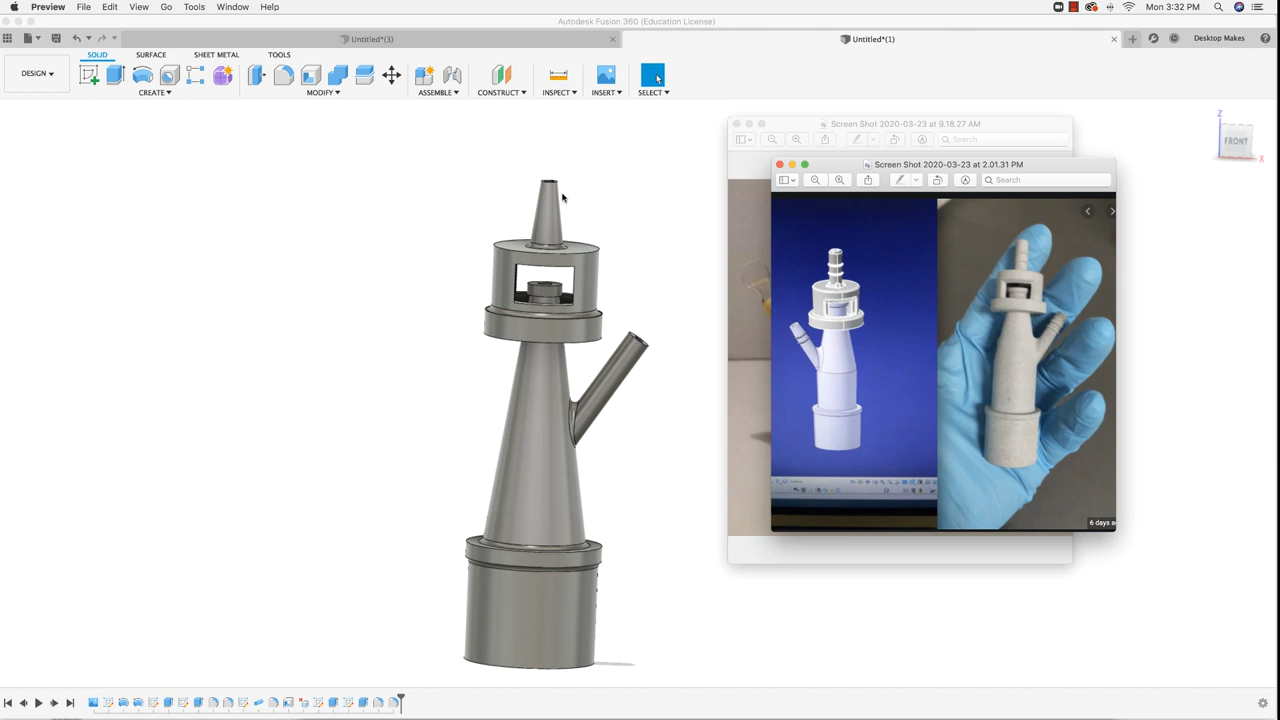 Preview File Edit View Go Tools Window Help Mon 3:32 PM
Autodesk Fusion 360 (Education License)
Untitled*(3) Untitled*(1) Desktop Makes
SOLID SURFACE SHEET METAL TOOLS
DESIGN
CREATE MODIFY ASSEMBLE CONSTRUCT INSPECT INSERT SELECT
Z
FRONT
X
Screen Shot 2020-03-23 at 9.18.27 AM
Search
Screen Shot 2020-03-23 at 2.01.31 PM
Search
6 days a